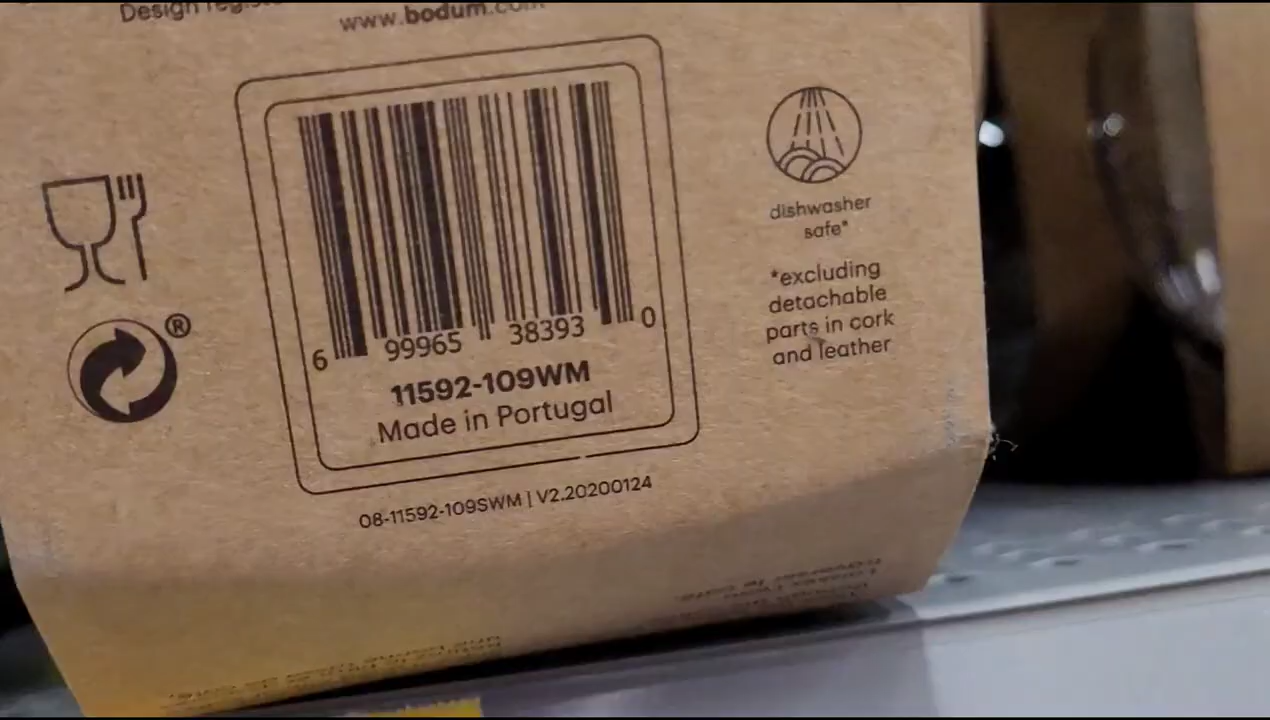 Design
www.bodum.com
6 99965 38393 0
11592-109WM
Made in Portugal
08-11592-109SWM | V2.20200124
®
dishwasher
safe*
*excluding
detachable
parts in cork
and leather